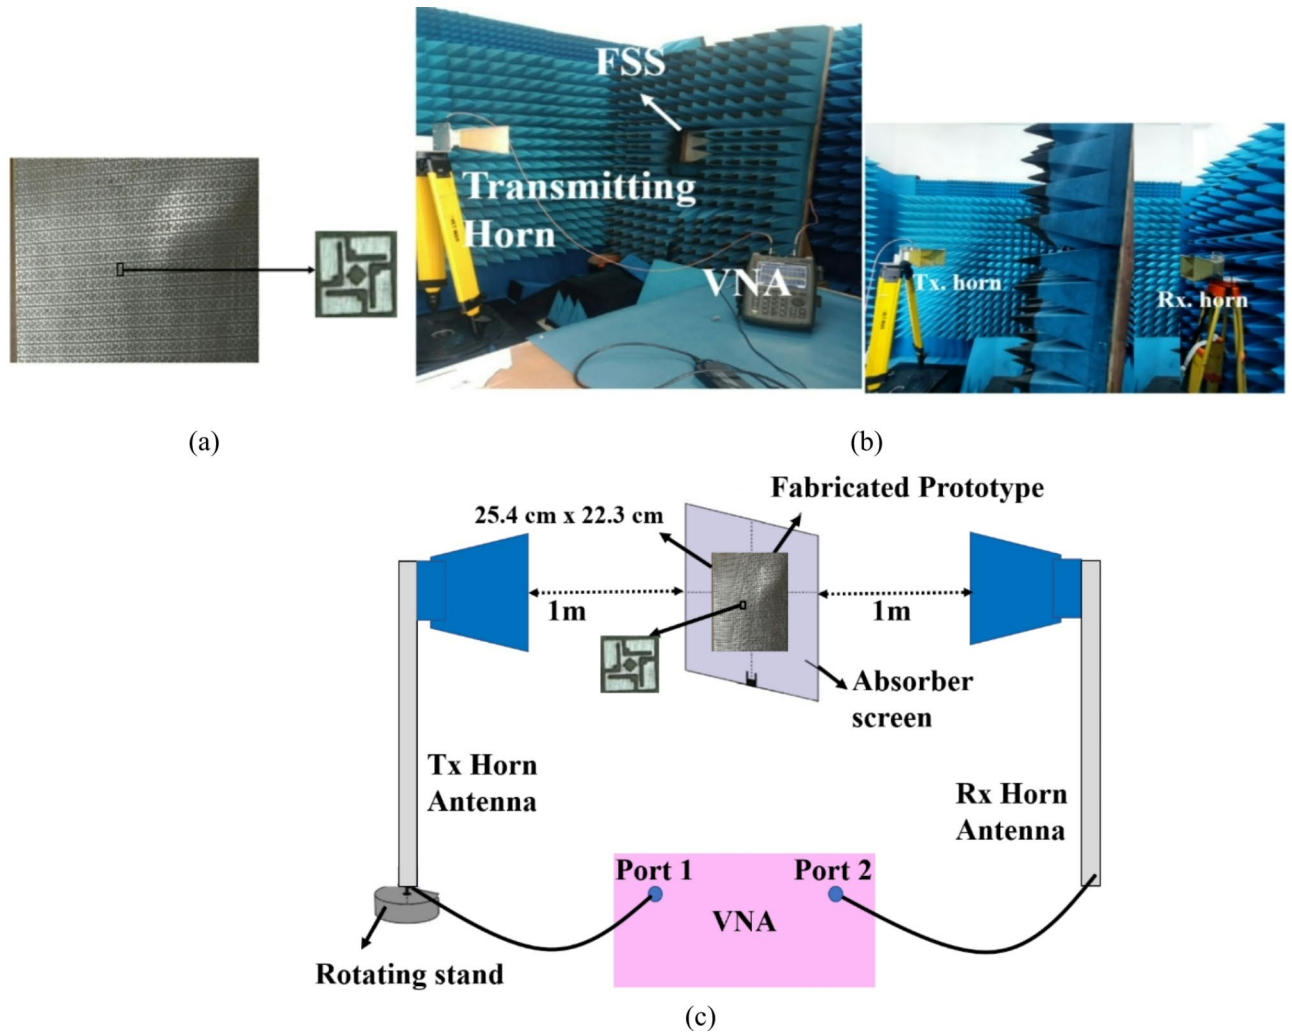 FSS
Transmitting
Horn
VNA
Tx. horn
Rx. horn
(a)
(b)
Fabricated Prototype
25.4 cm x 22.3 cm
1m
1m
Absorber
screen
Tx Horn
Antenna
Rx Horn
Antenna
Port 1
Port 2
VNA
Rotating stand
(c)